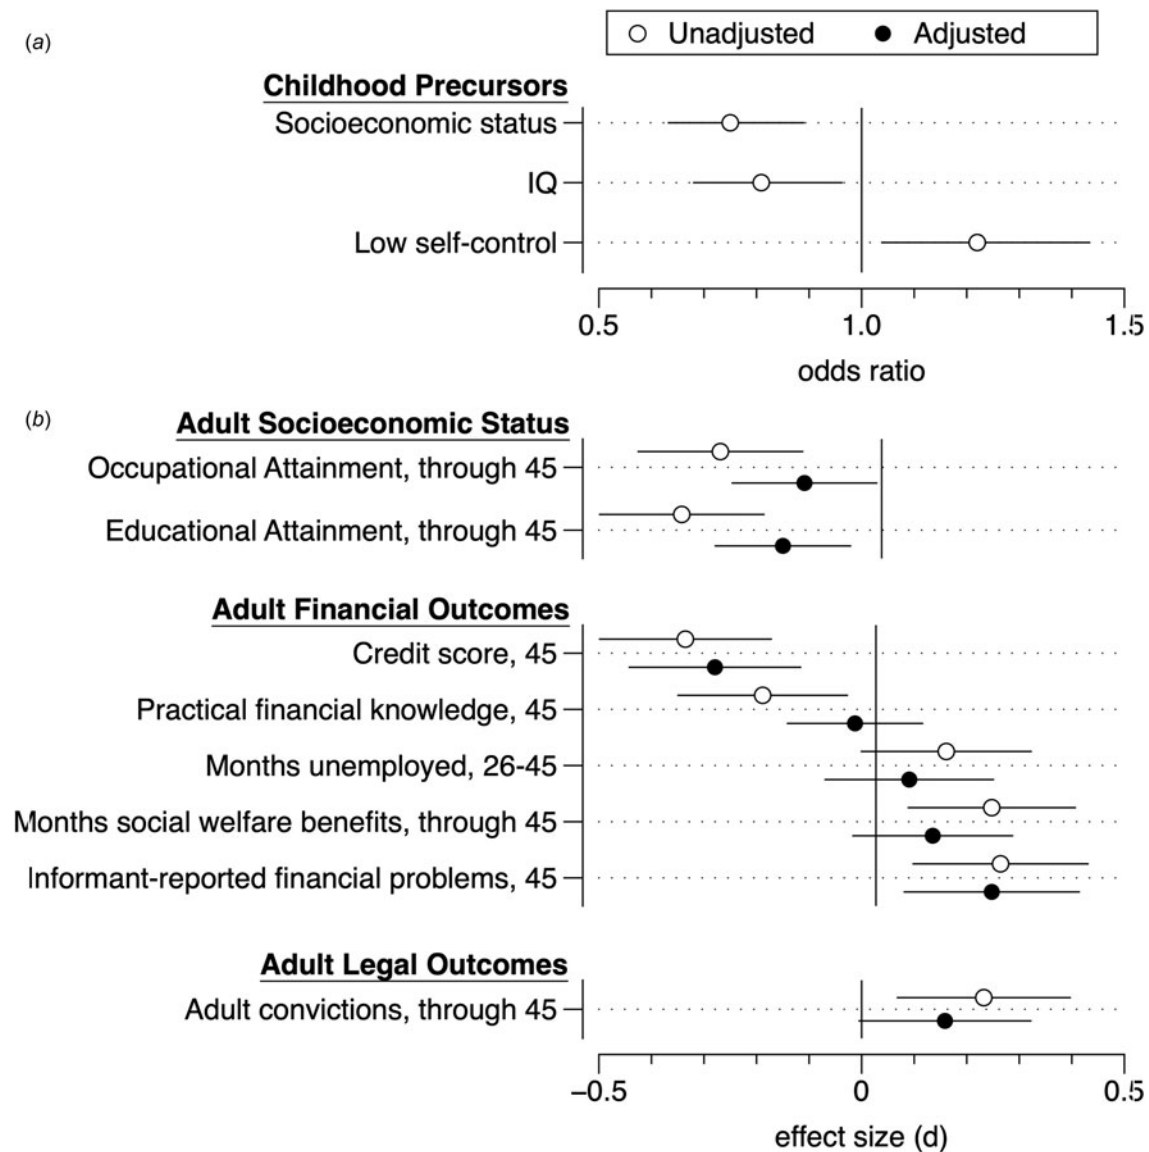 (a)
Unadjusted Adjusted
Childhood Precursors
Socioeconomic status
IQ
Low self-control
0.5 1.0 1.5
odds ratio
(b)
Adult Socioeconomic Status
Occupational Attainment, through 45
Educational Attainment, through 45
Adult Financial Outcomes
Credit score, 45
Practical financial knowledge, 45
Months unemployed, 26-45
Months social welfare benefits, through 45
Informant-reported financial problems, 45
Adult Legal Outcomes
Adult convictions, through 45
−0.5 0 0.5
effect size (d)